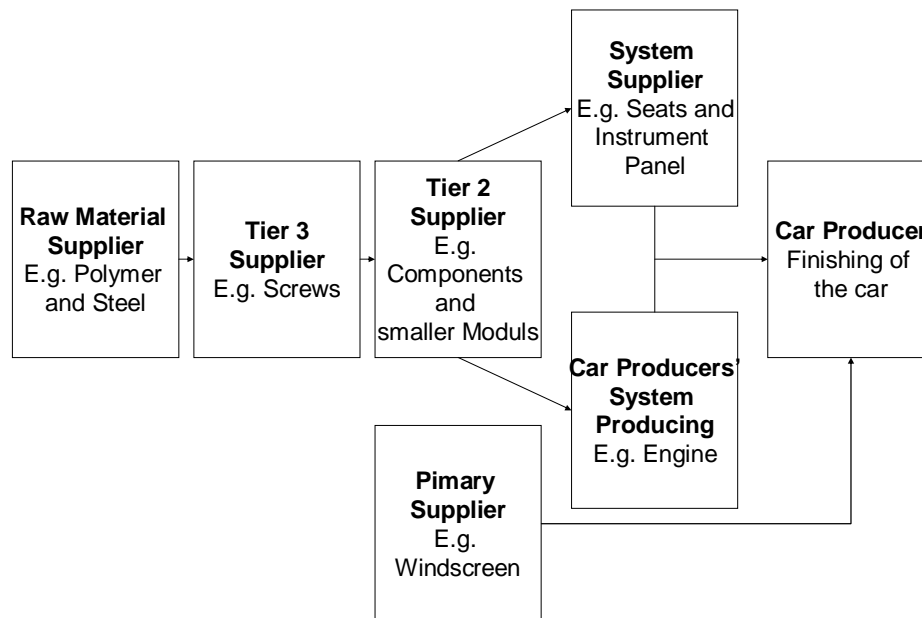 Raw Material
Supplier
E.g. Polymer
and Steel
Tier 3
Supplier
E.g. Screws
Tier 2
Supplier
E.g.
Components
and
smaller Moduls
System
Supplier
E.g. Seats and
Instrument
Panel
Car Producers'
System
Producing
E.g. Engine
Car Producer
Finishing of
the car
Pimary
Supplier
E.g.
Windscreen